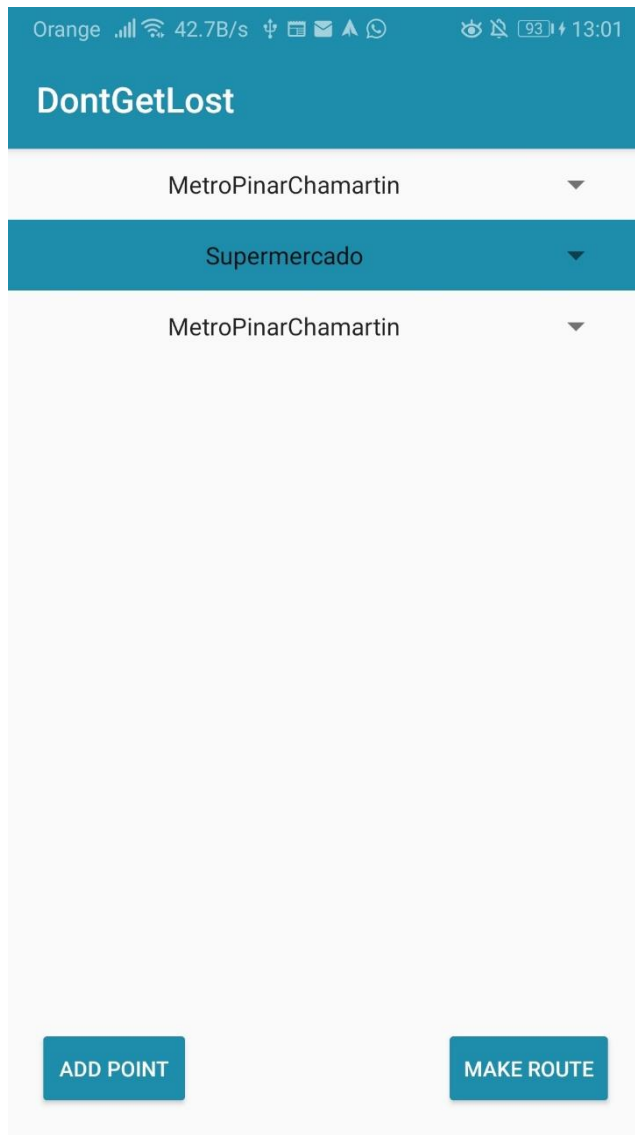 Orange 42.7B/s 93 13:01
DontGetLost
MetroPinarChamartin
Supermercado
MetroPinarChamartin
ADD POINT MAKE ROUTE